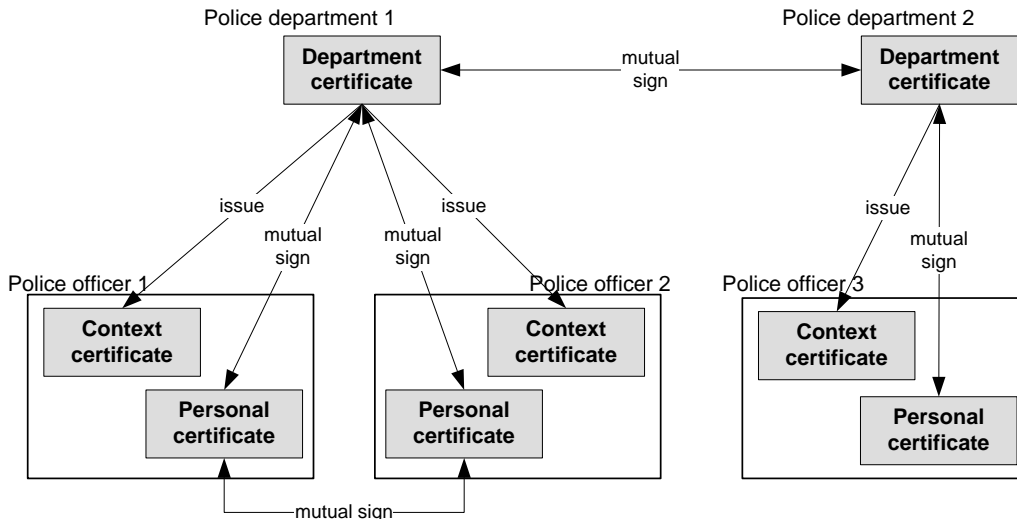 Police department 1
Police department 2
Department
certificate
mutual
sign
Department
certificate
issue
mutual
sign
mutual
sign
issue
issue
mutual
sign
Police officer 1
Police officer 2
Police officer 3
Context
certificate
Personal
certificate
Context
certificate
Personal
certificate
Context
certificate
Personal
certificate
mutual sign